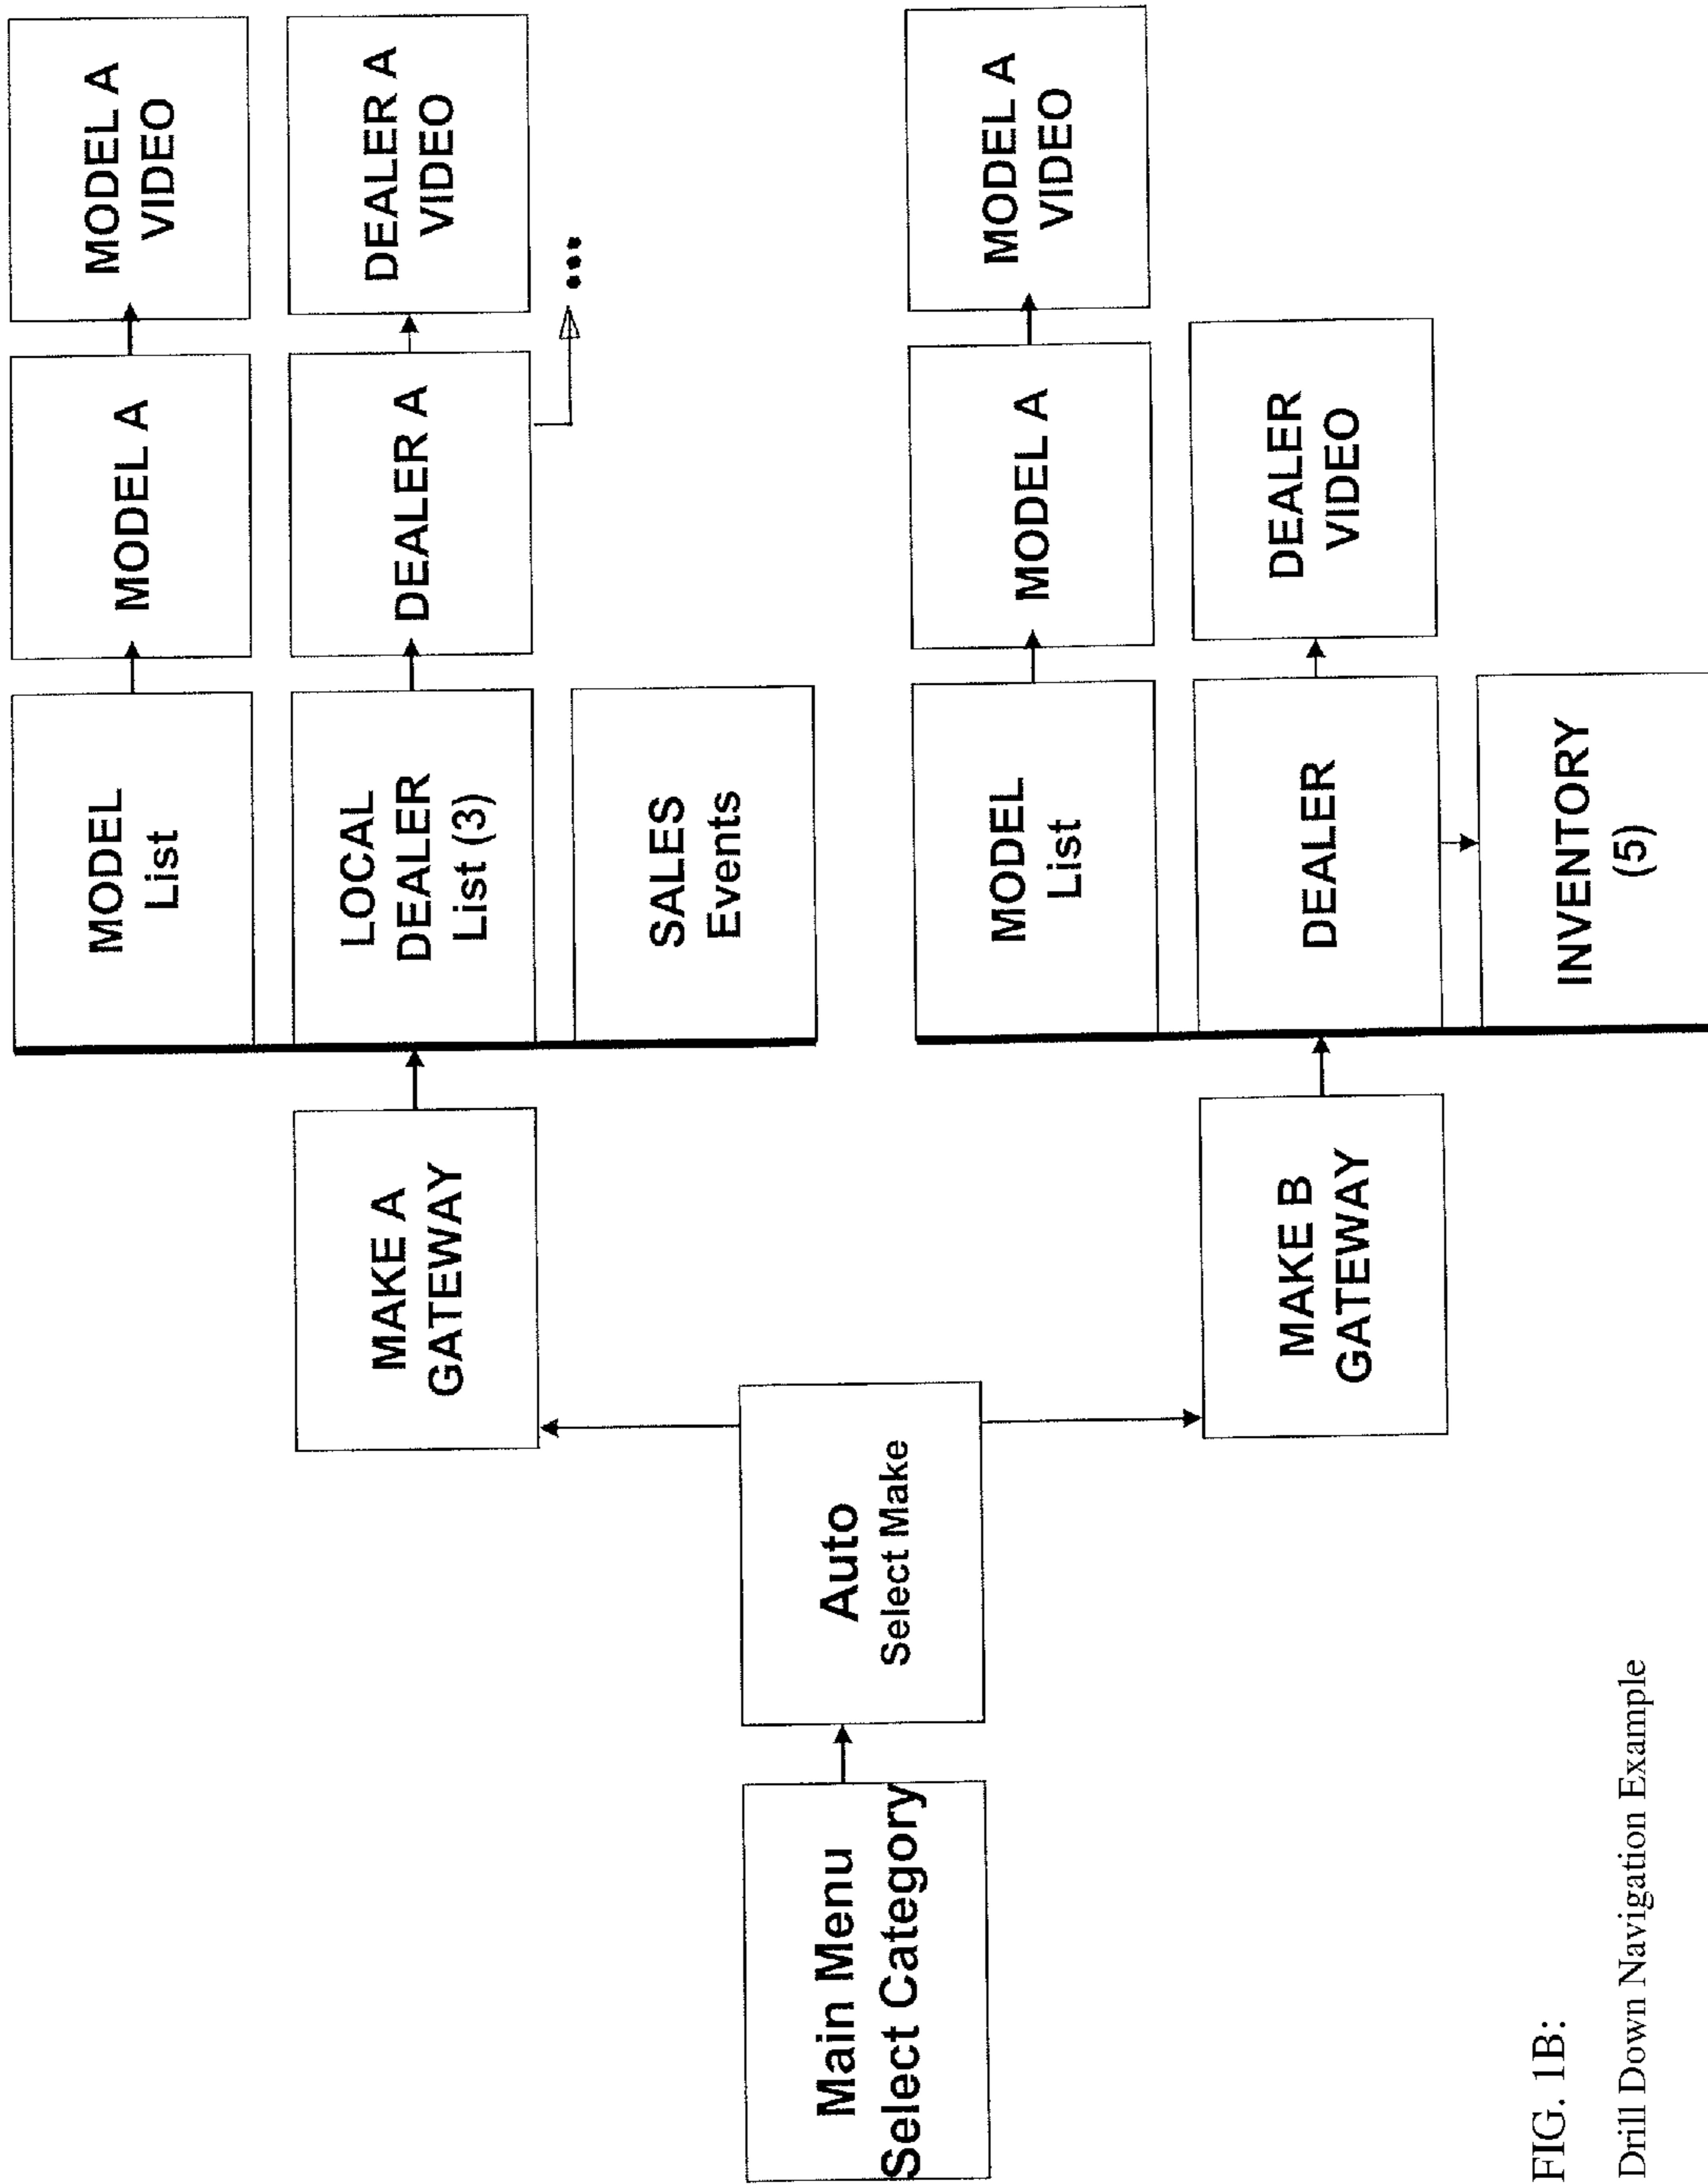 Main Menu
Select Category
Auto
Select Make
MAKE A
GATEWAY
MODEL
List
MODEL A
MODEL A
VIDEO
LOCAL
DEALER
List (3)
DEALER A
DEALER A
VIDEO
•••
SALES
Events
MAKE B
GATEWAY
MODEL
List
MODEL A
MODEL A
VIDEO
DEALER
DEALER
VIDEO
INVENTORY
(5)
FIG. 1B:
Drill Down Navigation Example